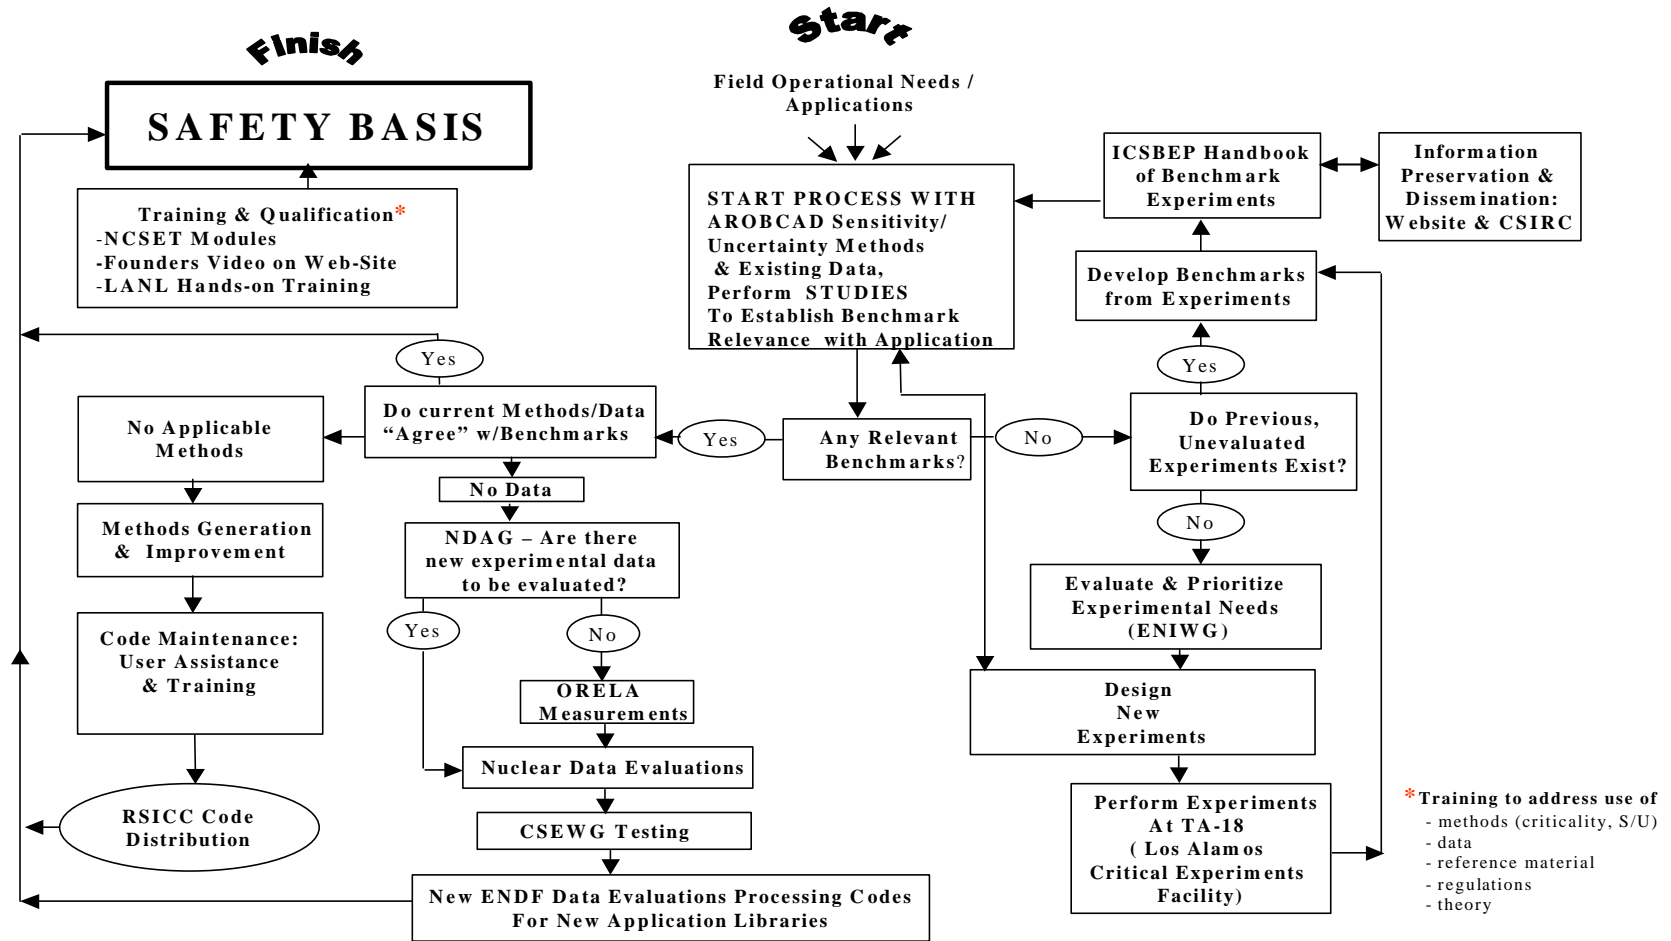 Finish
SAFETY BASIS
Training & Qualification*
-NCSET Modules
-Founders Video on Web-Site
-LANL Hands-on Training
Start
Field Operational Needs /
Applications
START PROCESS WITH
AROBCAD Sensitivity/
Uncertainty Methods
& Existing Data,
Perform STUDIES
To Establish Benchmark
Relevance with Application
ICSBEP Handbook
of Benchmark
Experiments
Information
Preservation &
Dissemination:
Website & CSIRC
Develop Benchmarks
from Experiments
Yes
Do Previous,
Unevaluated
Experiments Exist?
No
Any Relevant
Benchmarks?
Yes
Do current Methods/Data
“Agree” w/Benchmarks
Yes
No Applicable
Methods
Methods Generation
& Improvement
Code Maintenance:
User Assistance
& Training
RSICC Code
Distribution
No Data
NDAG – Are there
new experimental data
to be evaluated?
Yes
No
ORELA
Measurements
Nuclear Data Evaluations
CSEWG Testing
New ENDF Data Evaluations Processing Codes
For New Application Libraries
No
Evaluate & Prioritize
Experimental Needs
(ENIWG)
Design
New
Experiments
Perform Experiments
At TA-18
( Los Alamos
Critical Experiments
Facility)
*Training to address use of
- methods (criticality, S/U)
- data
- reference material
- regulations
- theory